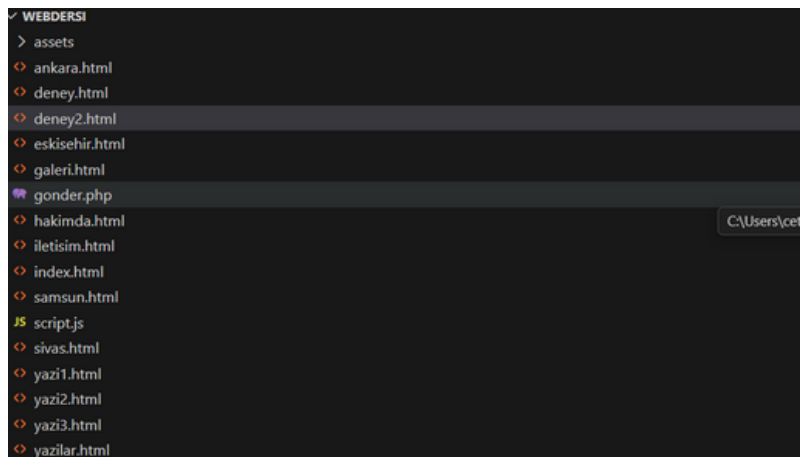 WEBDERSI
assets
ankara.html
deney.html
deney2.html
eskisehir.html
galeri.html
gonder.php
hakimda.html
C:\Users\cet
iletisim.html
index.html
samsun.html
JS script.js
sivas.html
yazi1.html
yazi2.html
yazi3.html
yazilar.html